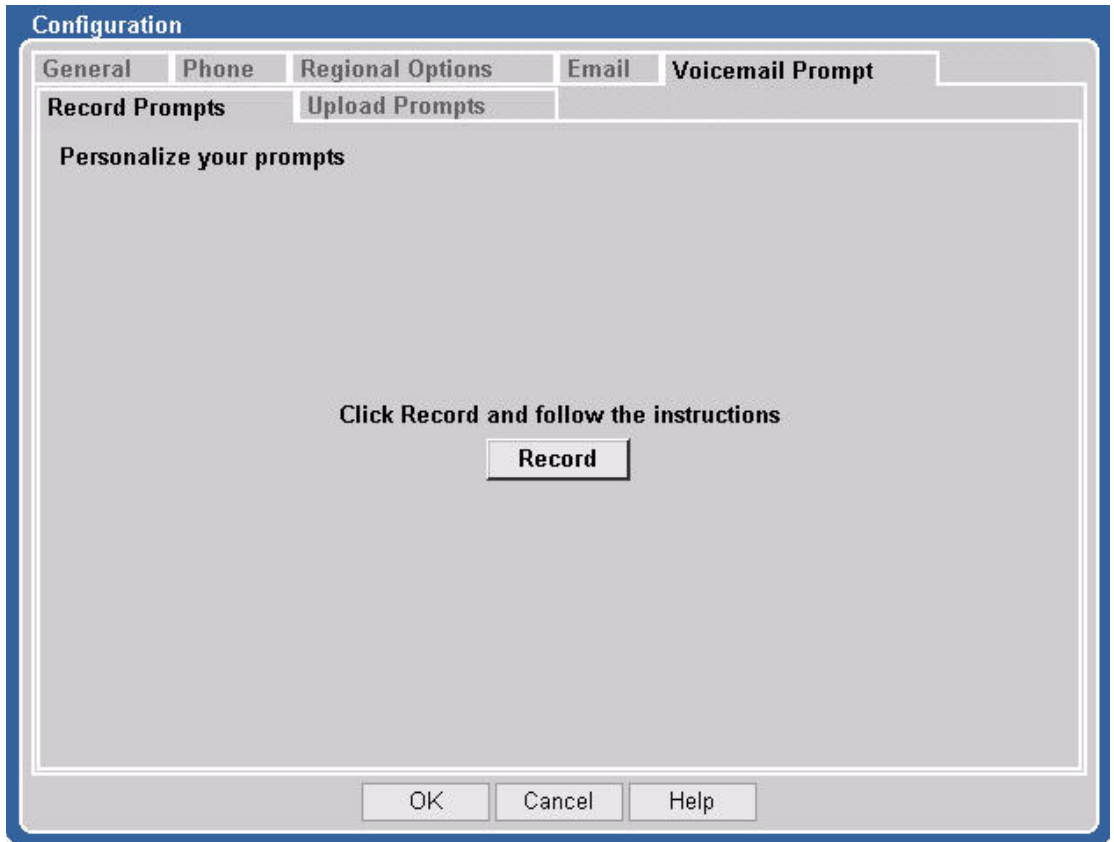 Configuration
General Phone Regional Options Email Voicemail Prompt
Record Prompts Upload Prompts
Personalize your prompts
Click Record and follow the instructions
Record
OK Cancel Help